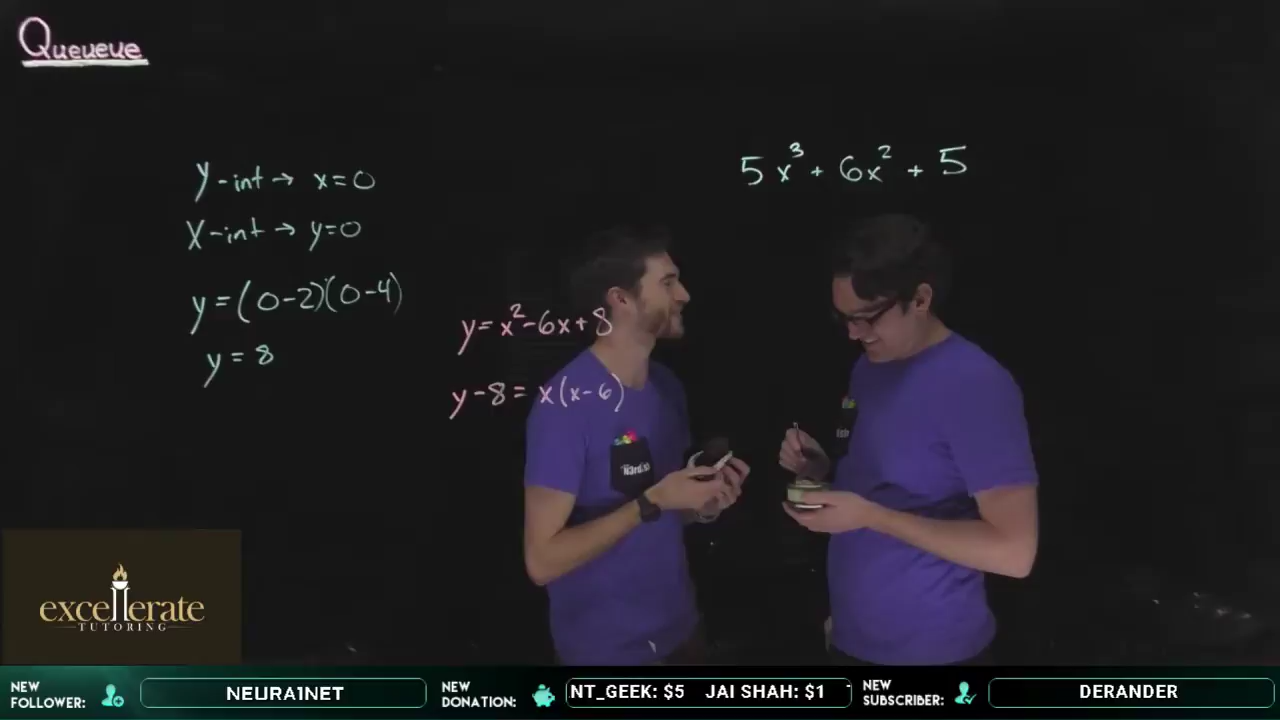 Queueue
y-int → x=0
x-int → y=0
y=(0-2)(0-4)
y = 8
5x³ + 6x² + 5
y=x²-6x+8
y-8= x(x-6)
excellerate
TUTORING
NEW FOLLOWER: NEURA1NET NEW DONATION: NT_GEEK: $5 JAI SHAH: $1 NEW SUBSCRIBER: DERANDER